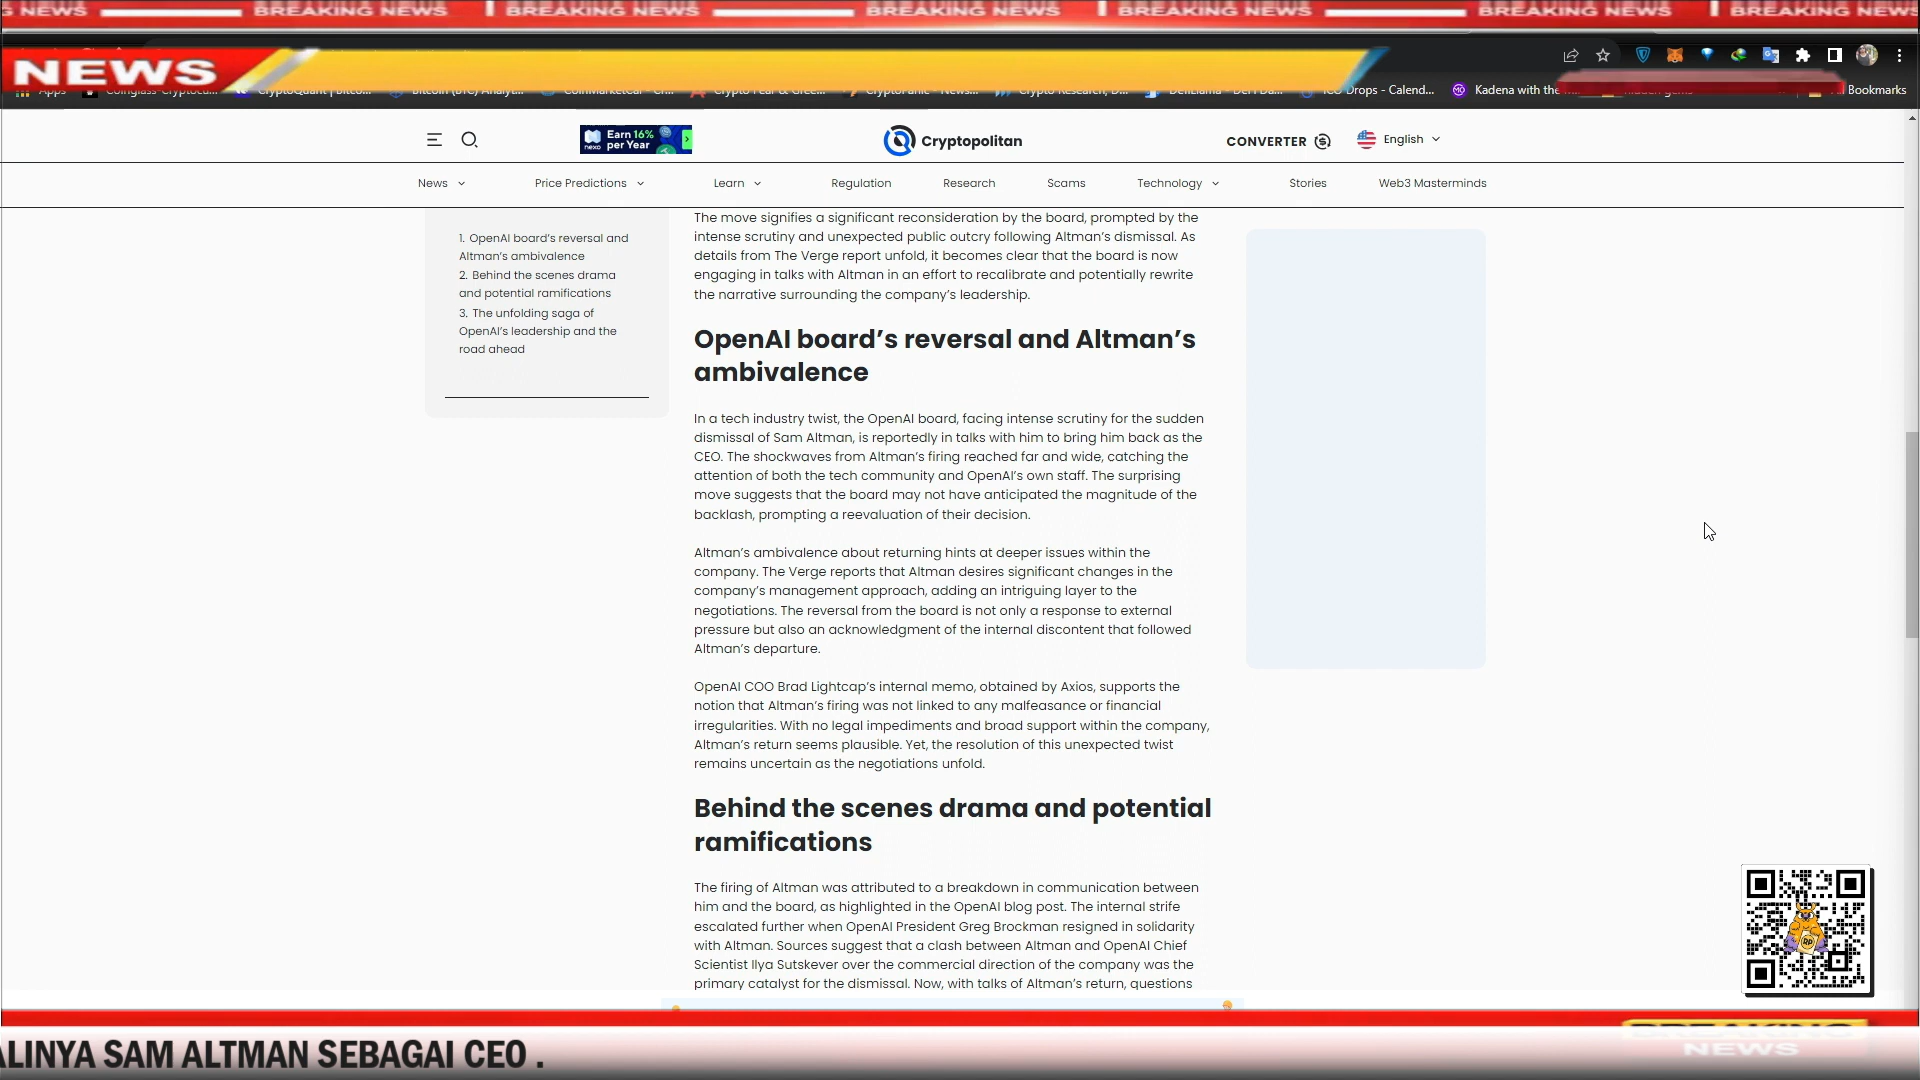 G NEWS BREAKING NEWS BREAKING NEWS BREAKING NEWS BREAKING NEWS BREAKING NEWS BREAKING NEWS
NEWS
Apps
ICO Drops - Calend...
Kadena with the
Bookmarks
nexo
Earn 16%
per Year
Cryptopolitan
CONVERTER
English
News
Price Predictions
Learn
Regulation
Research
Scams
Technology
Stories
Web3 Masterminds
1. OpenAI board’s reversal and
Altman’s ambivalence
2. Behind the scenes drama
and potential ramifications
3. The unfolding saga of
OpenAI’s leadership and the
road ahead
The move signifies a significant reconsideration by the board, prompted by the
intense scrutiny and unexpected public outcry following Altman’s dismissal. As
details from The Verge report unfold, it becomes clear that the board is now
engaging in talks with Altman in an effort to recalibrate and potentially rewrite
the narrative surrounding the company’s leadership.
OpenAI board’s reversal and Altman’s
ambivalence
In a tech industry twist, the OpenAI board, facing intense scrutiny for the sudden
dismissal of Sam Altman, is reportedly in talks with him to bring him back as the
CEO. The shockwaves from Altman’s firing reached far and wide, catching the
attention of both the tech community and OpenAI’s own staff. The surprising
move suggests that the board may not have anticipated the magnitude of the
backlash, prompting a reevaluation of their decision.
Altman’s ambivalence about returning hints at deeper issues within the
company. The Verge reports that Altman desires significant changes in the
company’s management approach, adding an intriguing layer to the
negotiations. The reversal from the board is not only a response to external
pressure but also an acknowledgment of the internal discontent that followed
Altman’s departure.
OpenAI COO Brad Lightcap’s internal memo, obtained by Axios, supports the
notion that Altman’s firing was not linked to any malfeasance or financial
irregularities. With no legal impediments and broad support within the company,
Altman’s return seems plausible. Yet, the resolution of this unexpected twist
remains uncertain as the negotiations unfold.
Behind the scenes drama and potential
ramifications
The firing of Altman was attributed to a breakdown in communication between
him and the board, as highlighted in the OpenAI blog post. The internal strife
escalated further when OpenAI President Greg Brockman resigned in solidarity
with Altman. Sources suggest that a clash between Altman and OpenAI Chief
Scientist Ilya Sutskever over the commercial direction of the company was the
primary catalyst for the dismissal. Now, with talks of Altman’s return, questions
RP
BREAKING
NEWS
ALINYA SAM ALTMAN SEBAGAI CEO .